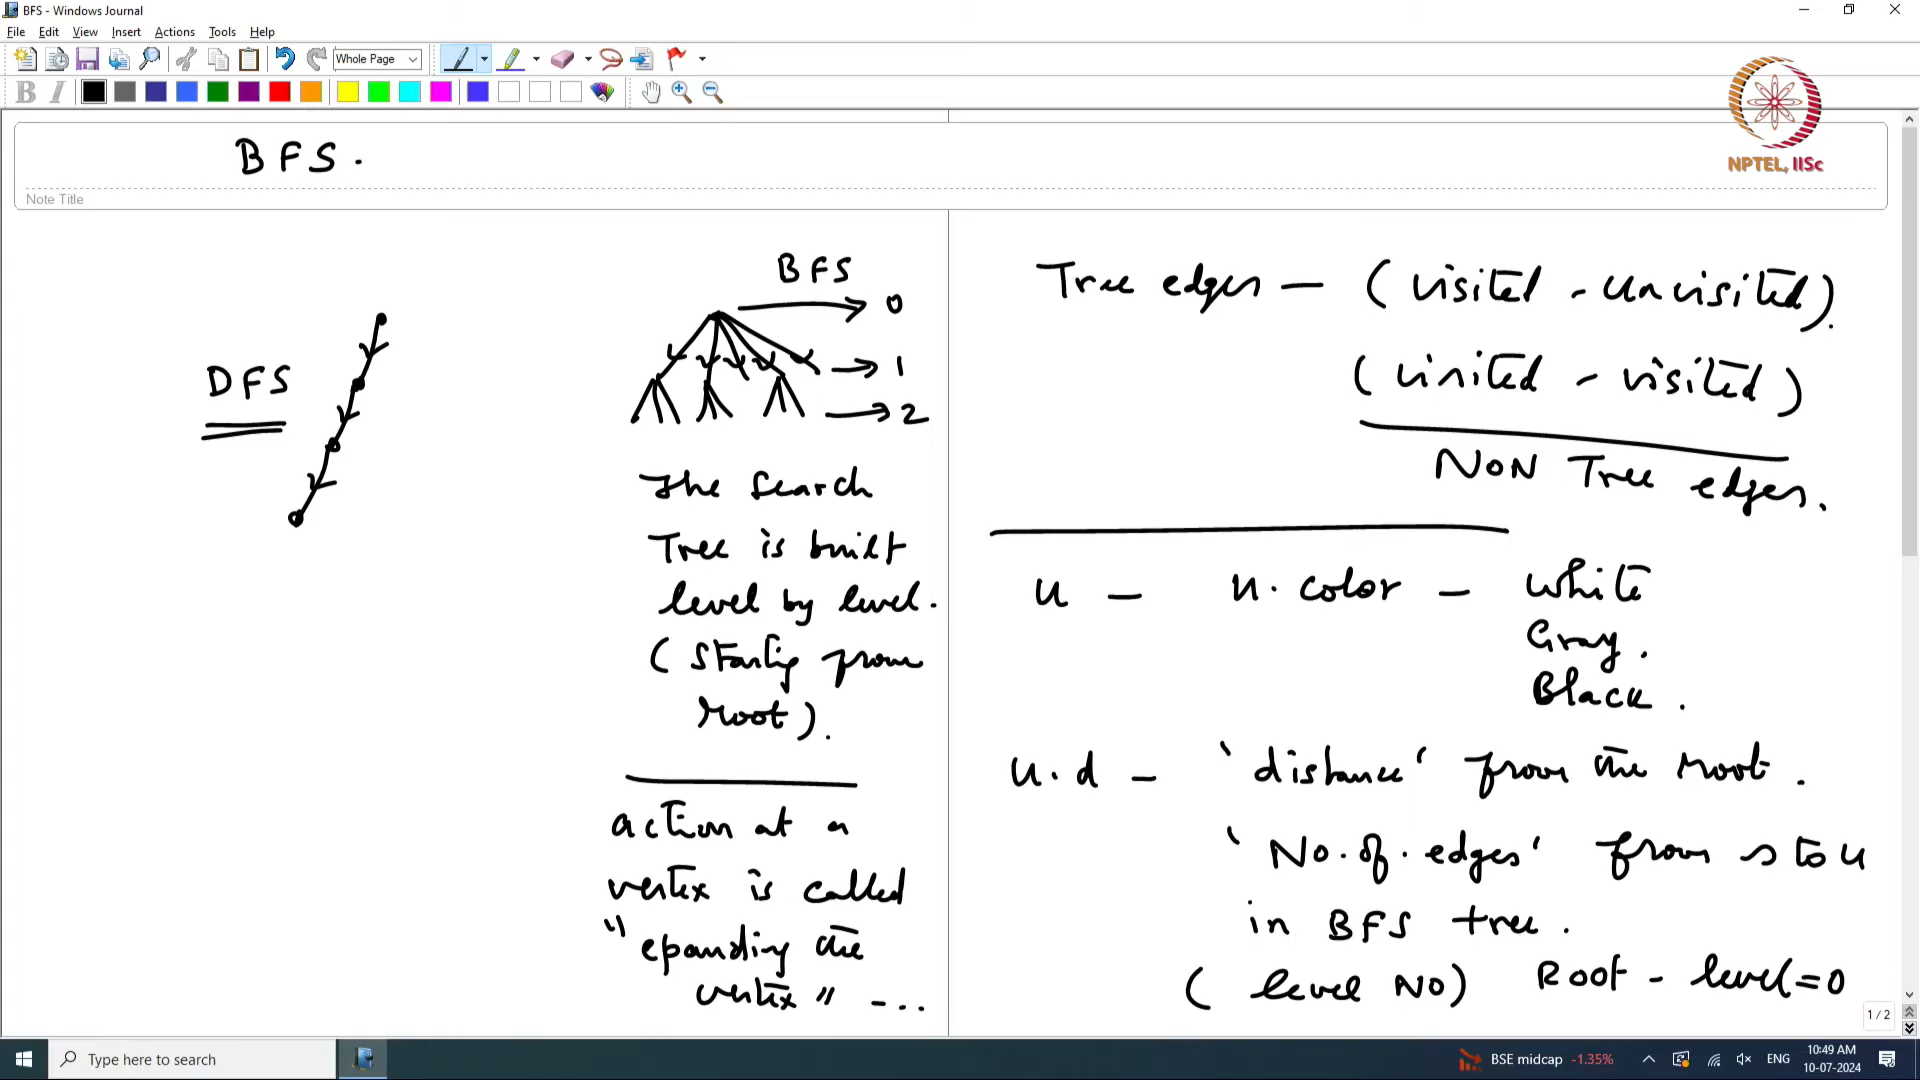 BFS - Windows Journal
File Edit View Insert Actions Tools Help
Whole Page
B I
NPTEL, IISc
BFS.
Note Title
DFS
BFS
0
1
2
The Search
Tree is built
level by level.
(Starting from
Root).
action at a
vertex is called
"epanding the
vertex" -...
Tree edges - (visited - unvisited).
(visited - visited)
NON Tree edges.
u - u.color - White
Gray.
Black.
u.d - 'distance' from the root.
'No.of.edges' from s to u
in BFS tree.
(level NO) Root - level=0
1 / 2
Type here to search
BSE midcap -1.35%
ENG
10:49 AM
10-07-2024